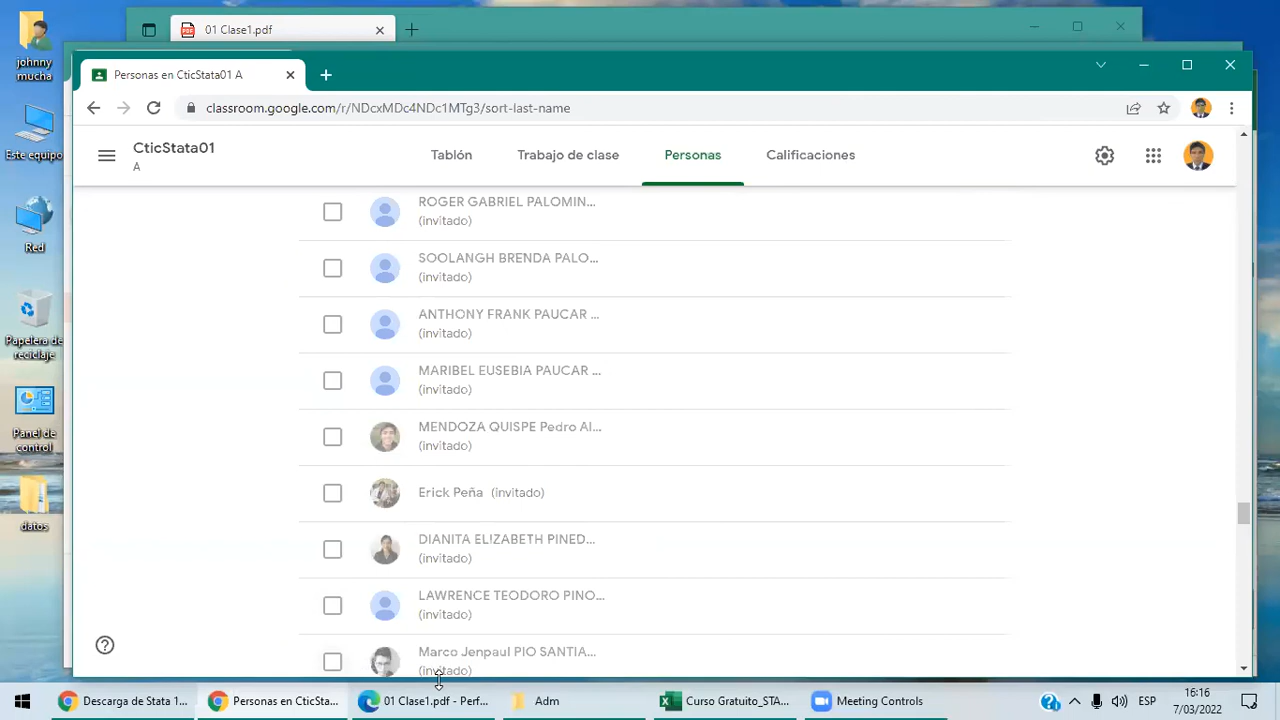 johnny
mucha
01 Clase1.pdf
Personas en CticStata01 A
classroom.google.com/r/NDcxMDc4NDc1MTg3/sort-last-name
Este equipo
CticStata01
A
Tablón
Trabajo de clase
Personas
Calificaciones
ROGER GABRIEL PALOMIN...
(invitado)
Red
SOOLANGH BRENDA PALO...
(invitado)
ANTHONY FRANK PAUCAR ...
(invitado)
Papelera de
reciclaje
MARIBEL EUSEBIA PAUCAR ...
(invitado)
Panel de
control
MENDOZA QUISPE Pedro Al...
(invitado)
Erick Peña (invitado)
datos
DIANITA ELIZABETH PINED...
(invitado)
LAWRENCE TEODORO PINO...
(invitado)
Marco Jenpaul PIO SANTIA...
(invitado)
Descarga de Stata 1...
Personas en CticSta...
01 Clase1.pdf - Perf...
Adm
Curso Gratuito_STA...
Meeting Controls
ESP
16:16
7/03/2022